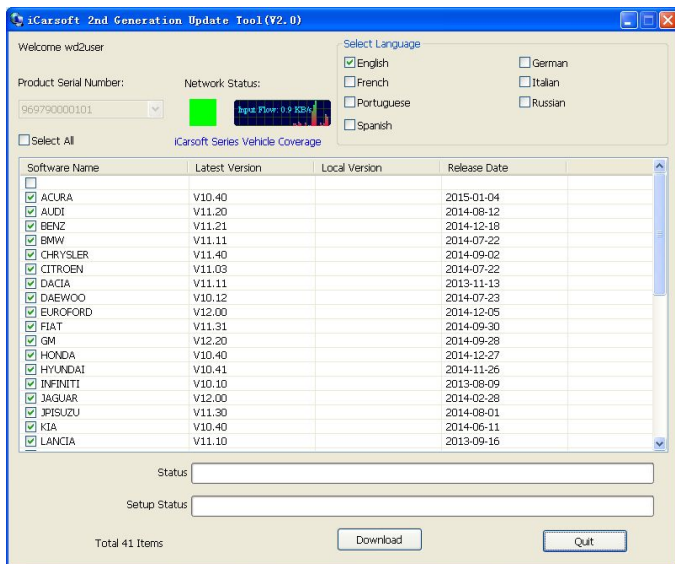 iCarsoft 2nd Generation Update Tool(V2.0)
Welcome wd2user
Select Language
English
German
French
Italian
Portuguese
Russian
Spanish
Product Serial Number:
Network Status:
969790000101
Input Flow: 0.9 KB/s
Select All
iCarsoft Series Vehicle Coverage
Software Name Latest Version Local Version Release Date
ACURA V10.40 2015-01-04
AUDI V11.20 2014-08-12
BENZ V11.21 2014-12-18
BMW V11.11 2014-07-22
CHRYSLER V11.40 2014-09-02
CITROEN V11.03 2014-07-22
DACIA V11.11 2013-11-13
DAEWOO V10.12 2014-07-23
EUROFORD V12.00 2014-12-05
FIAT V11.31 2014-09-30
GM V12.20 2014-09-28
HONDA V10.40 2014-12-27
HYUNDAI V10.41 2014-11-26
INFINITI V10.10 2013-08-09
JAGUAR V12.00 2014-02-28
JPISUZU V11.30 2014-08-01
KIA V10.40 2014-06-11
LANCIA V11.10 2013-09-16
Status
Setup Status
Total 41 Items
Download
Quit